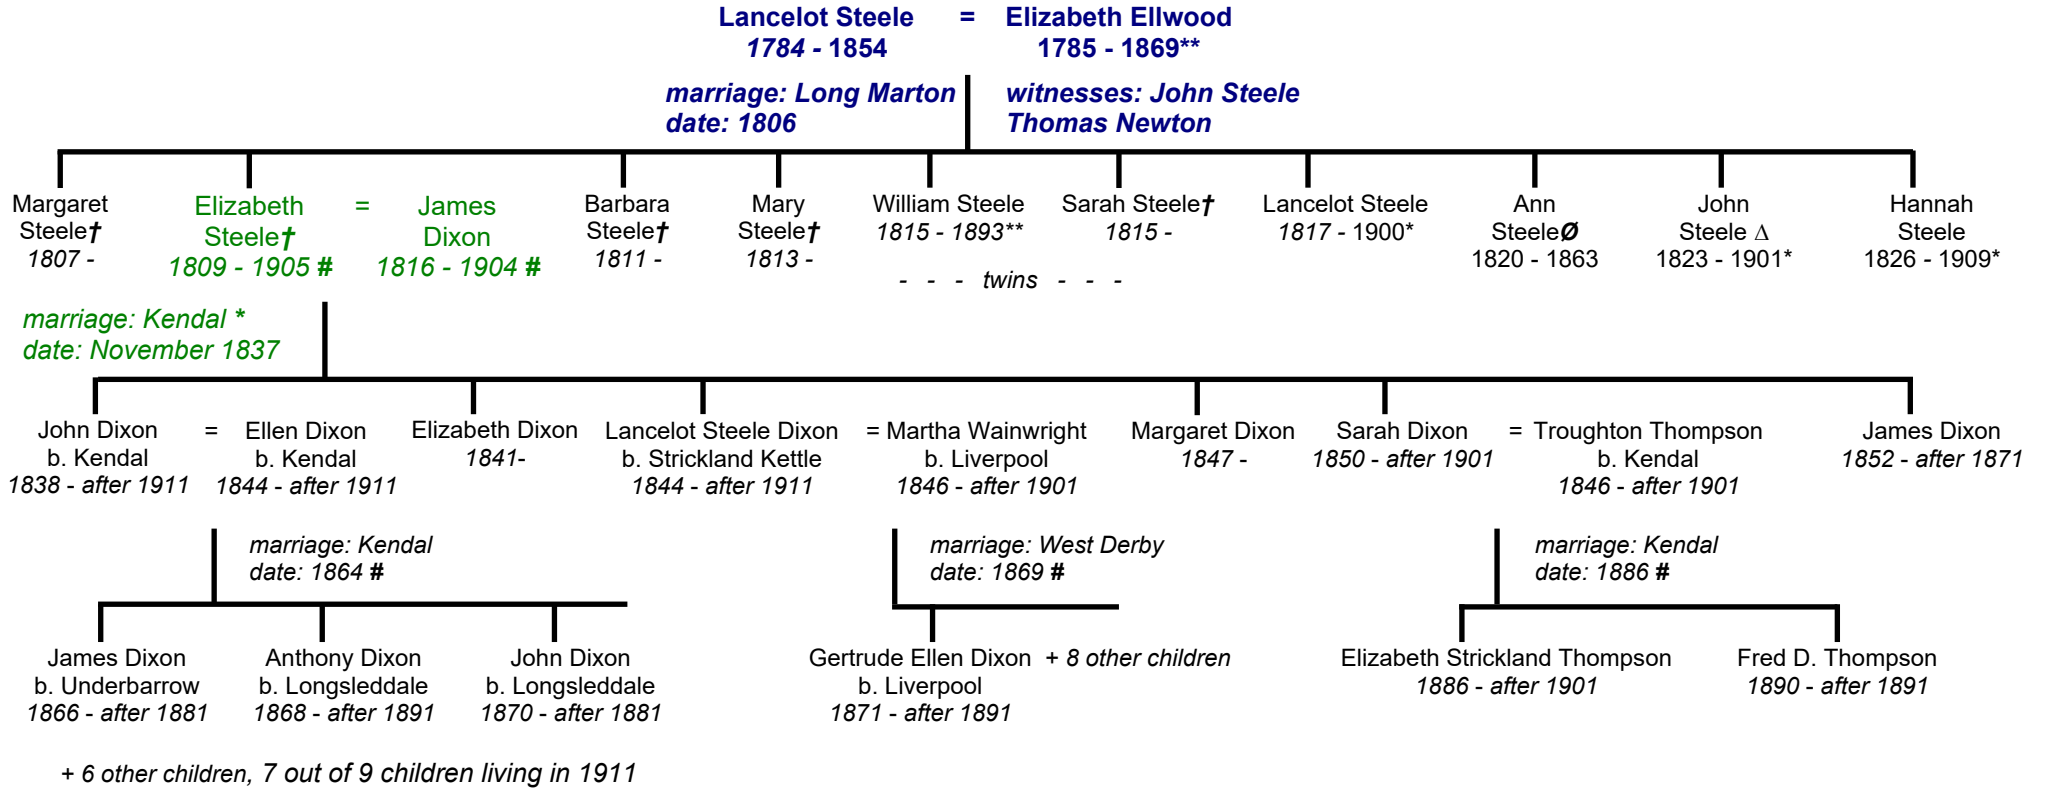 Lancelot Steele = Elizabeth Ellwood
1784 - 1854 1785 - 1869**
marriage: Long Marton witnesses: John Steele
date: 1806 Thomas Newton
Margaret
Steele†
1807 -
Elizabeth = James
Steele† Dixon
1809 - 1905 # 1816 - 1904 #
Barbara
Steele†
1811 -
Mary
Steele†
1813 -
William Steele
1815 - 1893**
Sarah Steele†
1815 -
- - - twins - - -
Lancelot Steele
1817 - 1900*
Ann
SteeleØ
1820 - 1863
John
Steele ∆
1823 - 1901*
Hannah
Steele
1826 - 1909*
marriage: Kendal *
date: November 1837
John Dixon = Ellen Dixon
b. Kendal b. Kendal
1838 - after 1911 1844 - after 1911
Elizabeth Dixon
1841-
Lancelot Steele Dixon = Martha Wainwright
b. Strickland Kettle b. Liverpool
1844 - after 1911 1846 - after 1901
Margaret Dixon
1847 -
Sarah Dixon = Troughton Thompson
1850 - after 1901 b. Kendal
1846 - after 1901
James Dixon
1852 - after 1871
marriage: Kendal
date: 1864 #
marriage: West Derby
date: 1869 #
marriage: Kendal
date: 1886 #
James Dixon
b. Underbarrow
1866 - after 1881
Anthony Dixon
b. Longsleddale
1868 - after 1891
John Dixon
b. Longsleddale
1870 - after 1881
Gertrude Ellen Dixon + 8 other children
b. Liverpool
1871 - after 1891
Elizabeth Strickland Thompson
1886 - after 1901
Fred D. Thompson
1890 - after 1891
+ 6 other children, 7 out of 9 children living in 1911